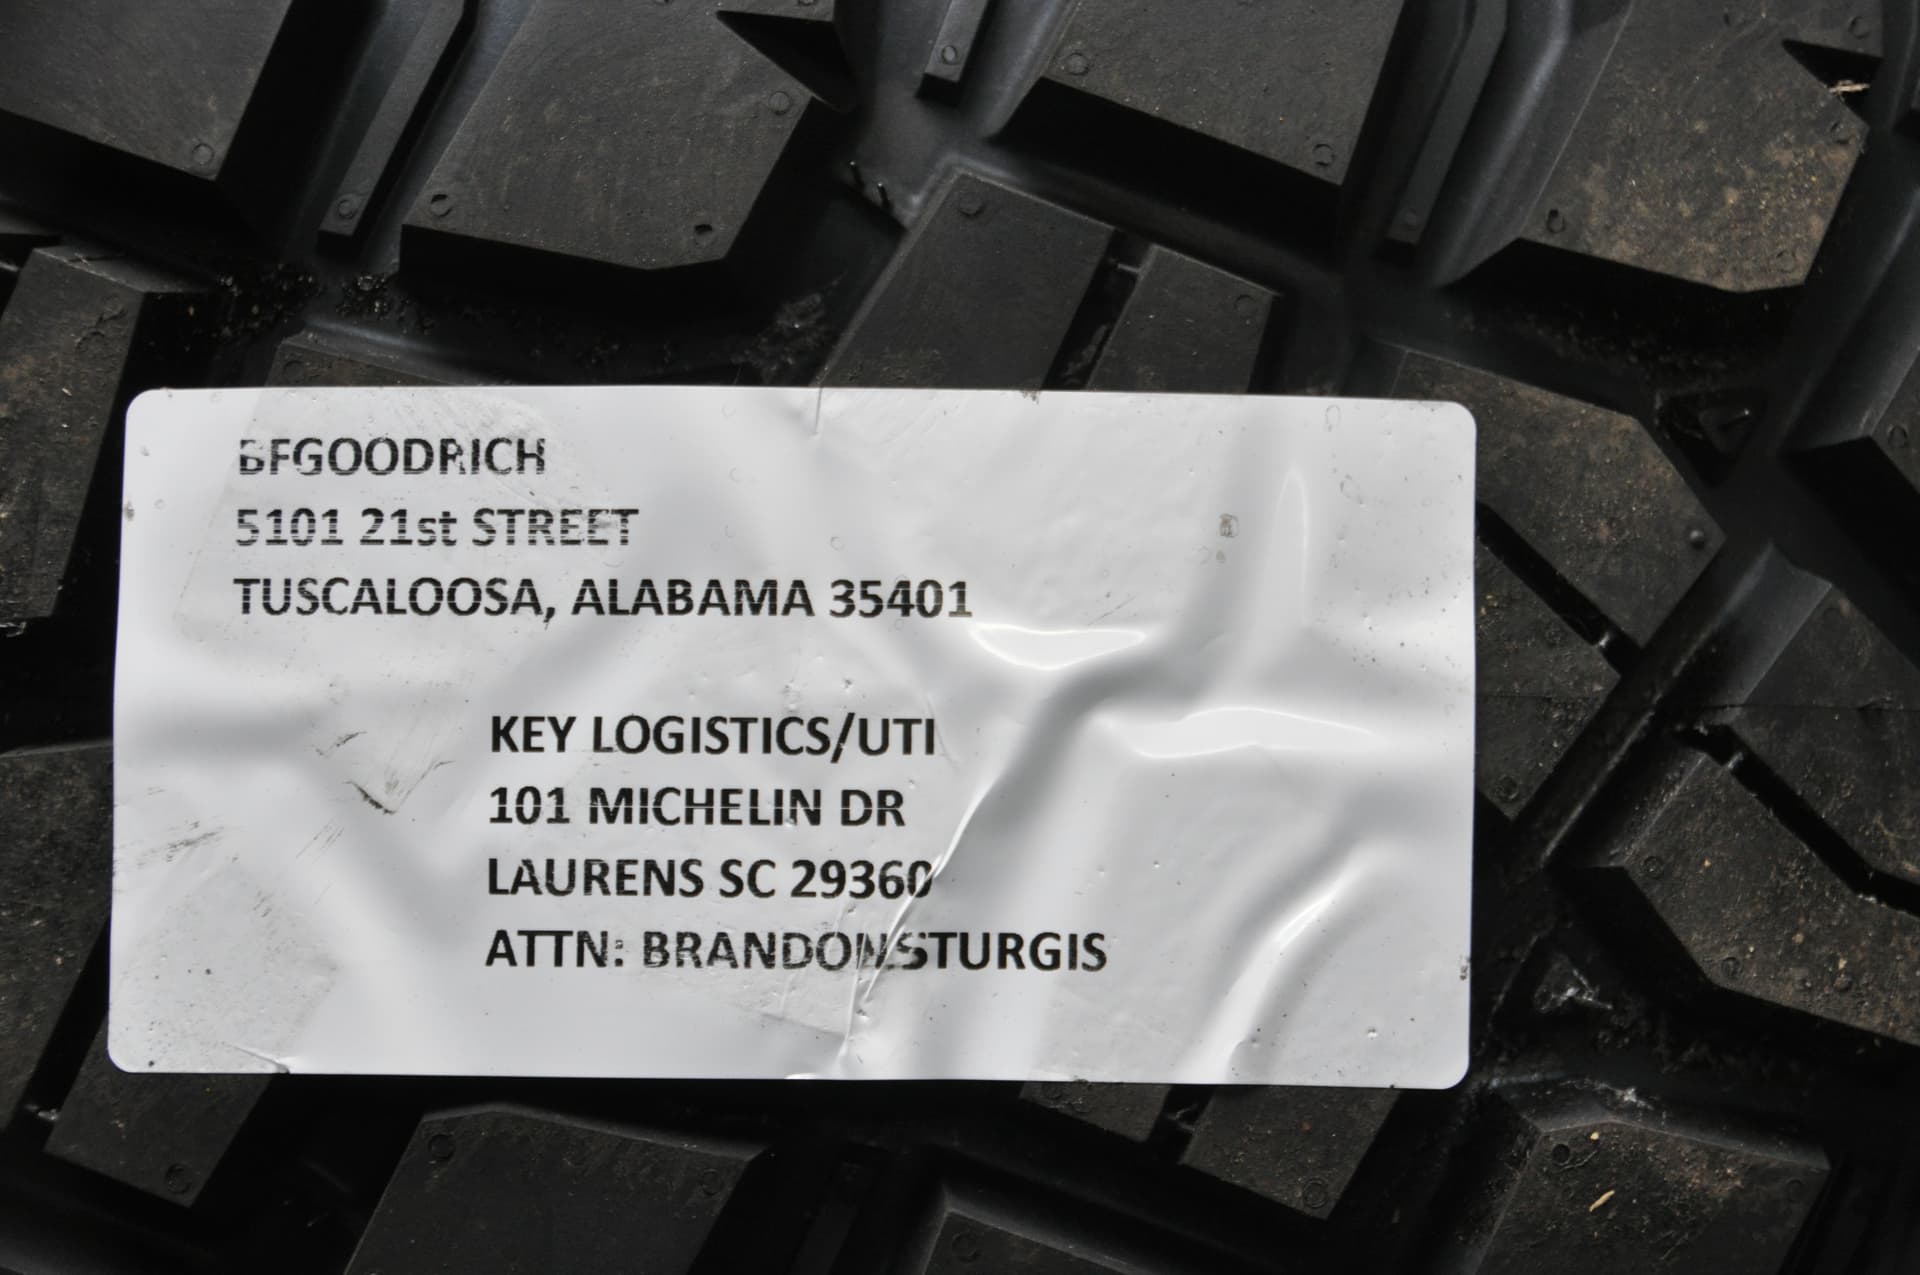 BFGOODRICH
5101 21st STREET
TUSCALOOSA, ALABAMA 35401
KEY LOGISTICS/UTI
101 MICHELIN DR
LAURENS SC 29360
ATTN: BRANDON STURGIS